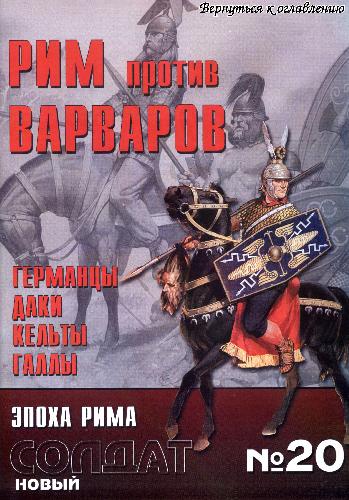 Вернуться к оглавлению
РИМ против
ВАРВАРОВ
ГЕРМАНЦЫ
ДАКИ
КЕЛЬТЫ
ГАЛЛЫ
ЭПОХА РИМА
СОЛДАТ
НОВЫЙ
№20